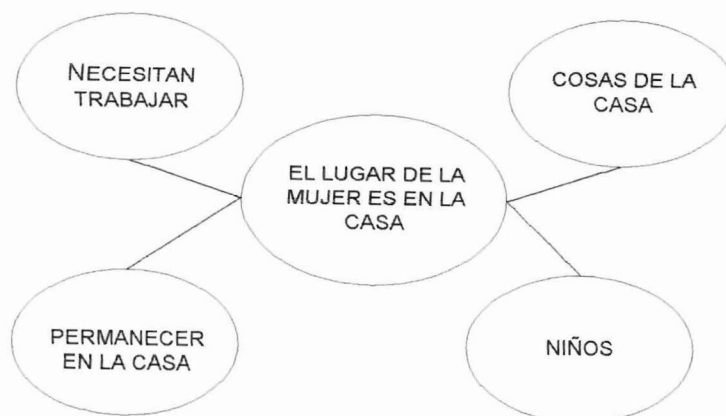 NECESITAN
TRABAJAR
COSAS DE LA
CASA
EL LUGAR DE LA
MUJER ES EN LA
CASA
PERMANECER
EN LA CASA
NIÑOS